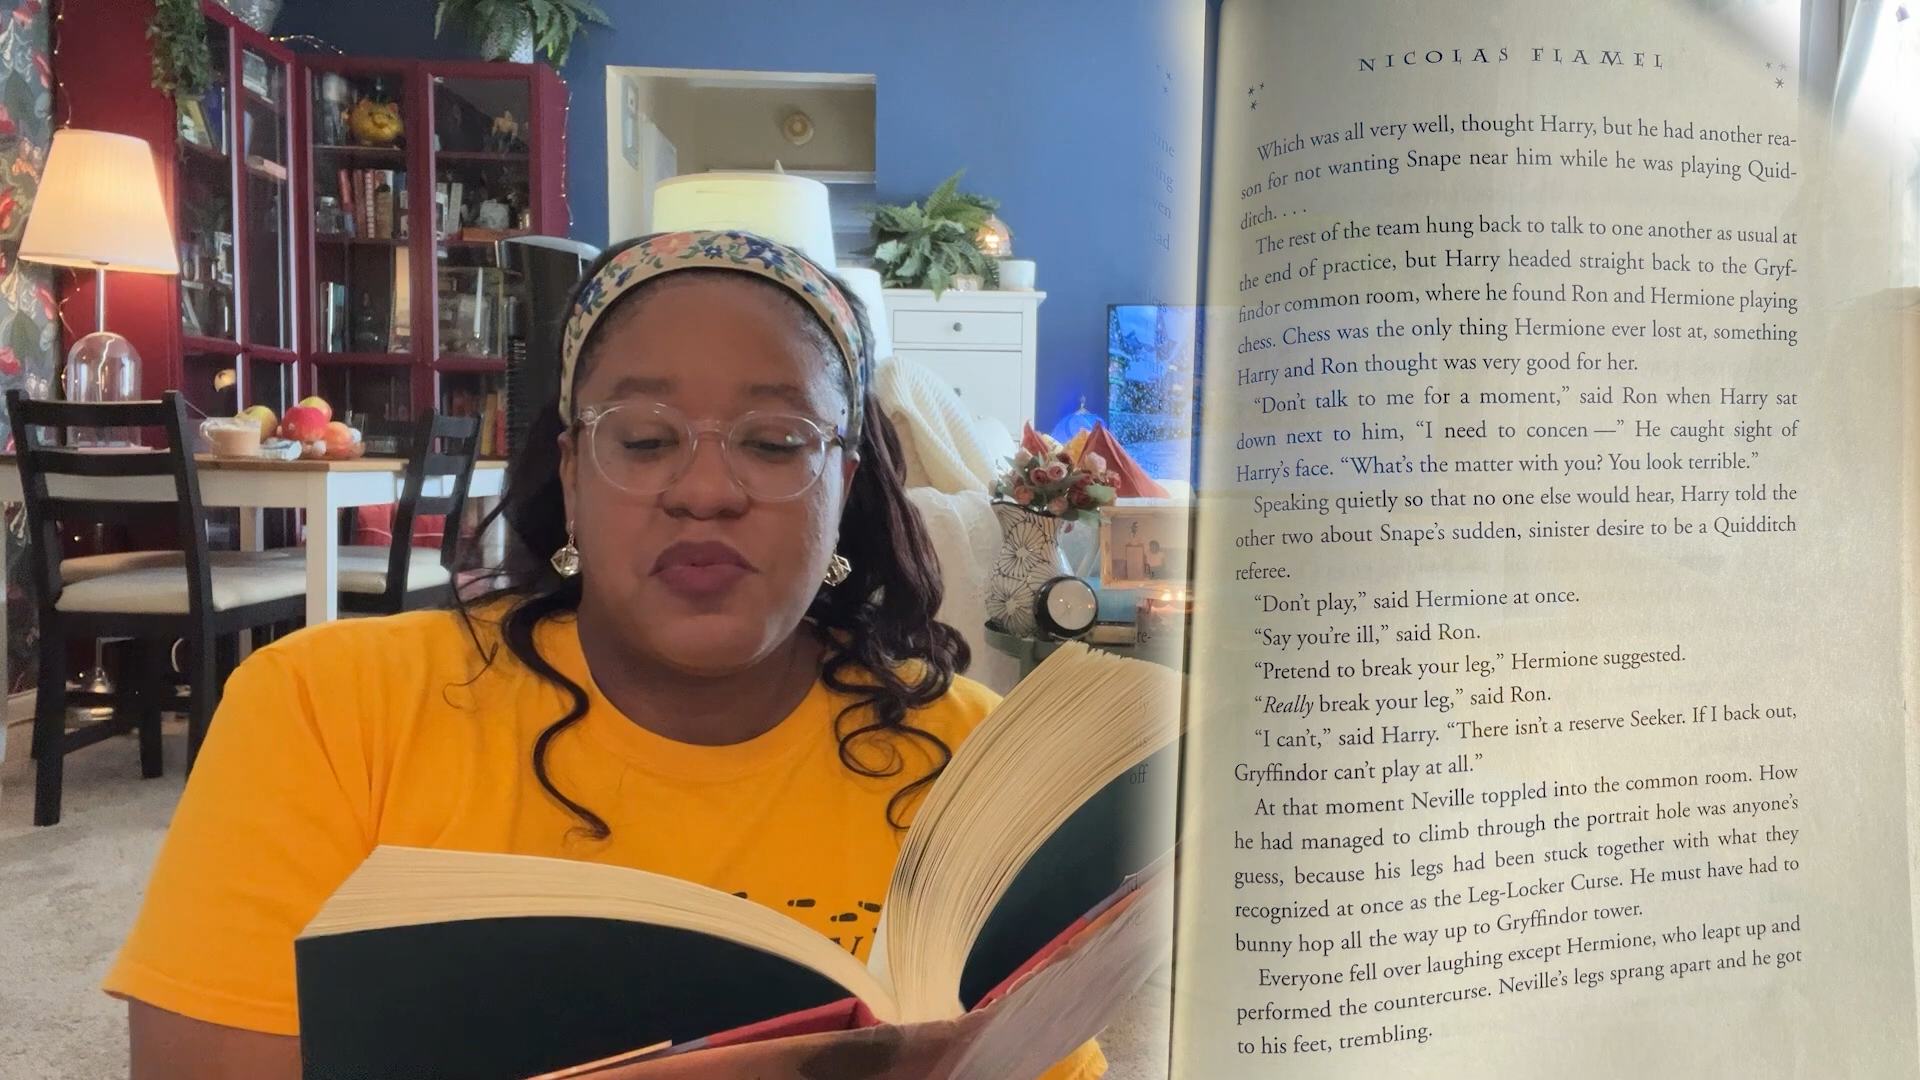 NICOLAS FLAMEL
Which was all very well, thought Harry, but he had another rea-
son for not wanting Snape near him while he was playing Quid-
ditch. . . .
The rest of the team hung back to talk to one another as usual at
the end of practice, but Harry headed straight back to the Gryf-
findor common room, where he found Ron and Hermione playing
chess. Chess was the only thing Hermione ever lost at, something
Harry and Ron thought was very good for her.
“Don’t talk to me for a moment,” said Ron when Harry sat
down next to him, “I need to concen —” He caught sight of
Harry’s face. “What’s the matter with you? You look terrible.”
Speaking quietly so that no one else would hear, Harry told the
other two about Snape’s sudden, sinister desire to be a Quidditch
referee.
“Don’t play,” said Hermione at once.
“Say you’re ill,” said Ron.
“Pretend to break your leg,” Hermione suggested.
“Really break your leg,” said Ron.
“I can’t,” said Harry. “There isn’t a reserve Seeker. If I back out,
Gryffindor can’t play at all.”
At that moment Neville toppled into the common room. How
he had managed to climb through the portrait hole was anyone’s
guess, because his legs had been stuck together with what they
recognized at once as the Leg-Locker Curse. He must have had to
bunny hop all the way up to Gryffindor tower.
Everyone fell over laughing except Hermione, who leapt up and
performed the countercurse. Neville’s legs sprang apart and he got
to his feet, trembling.